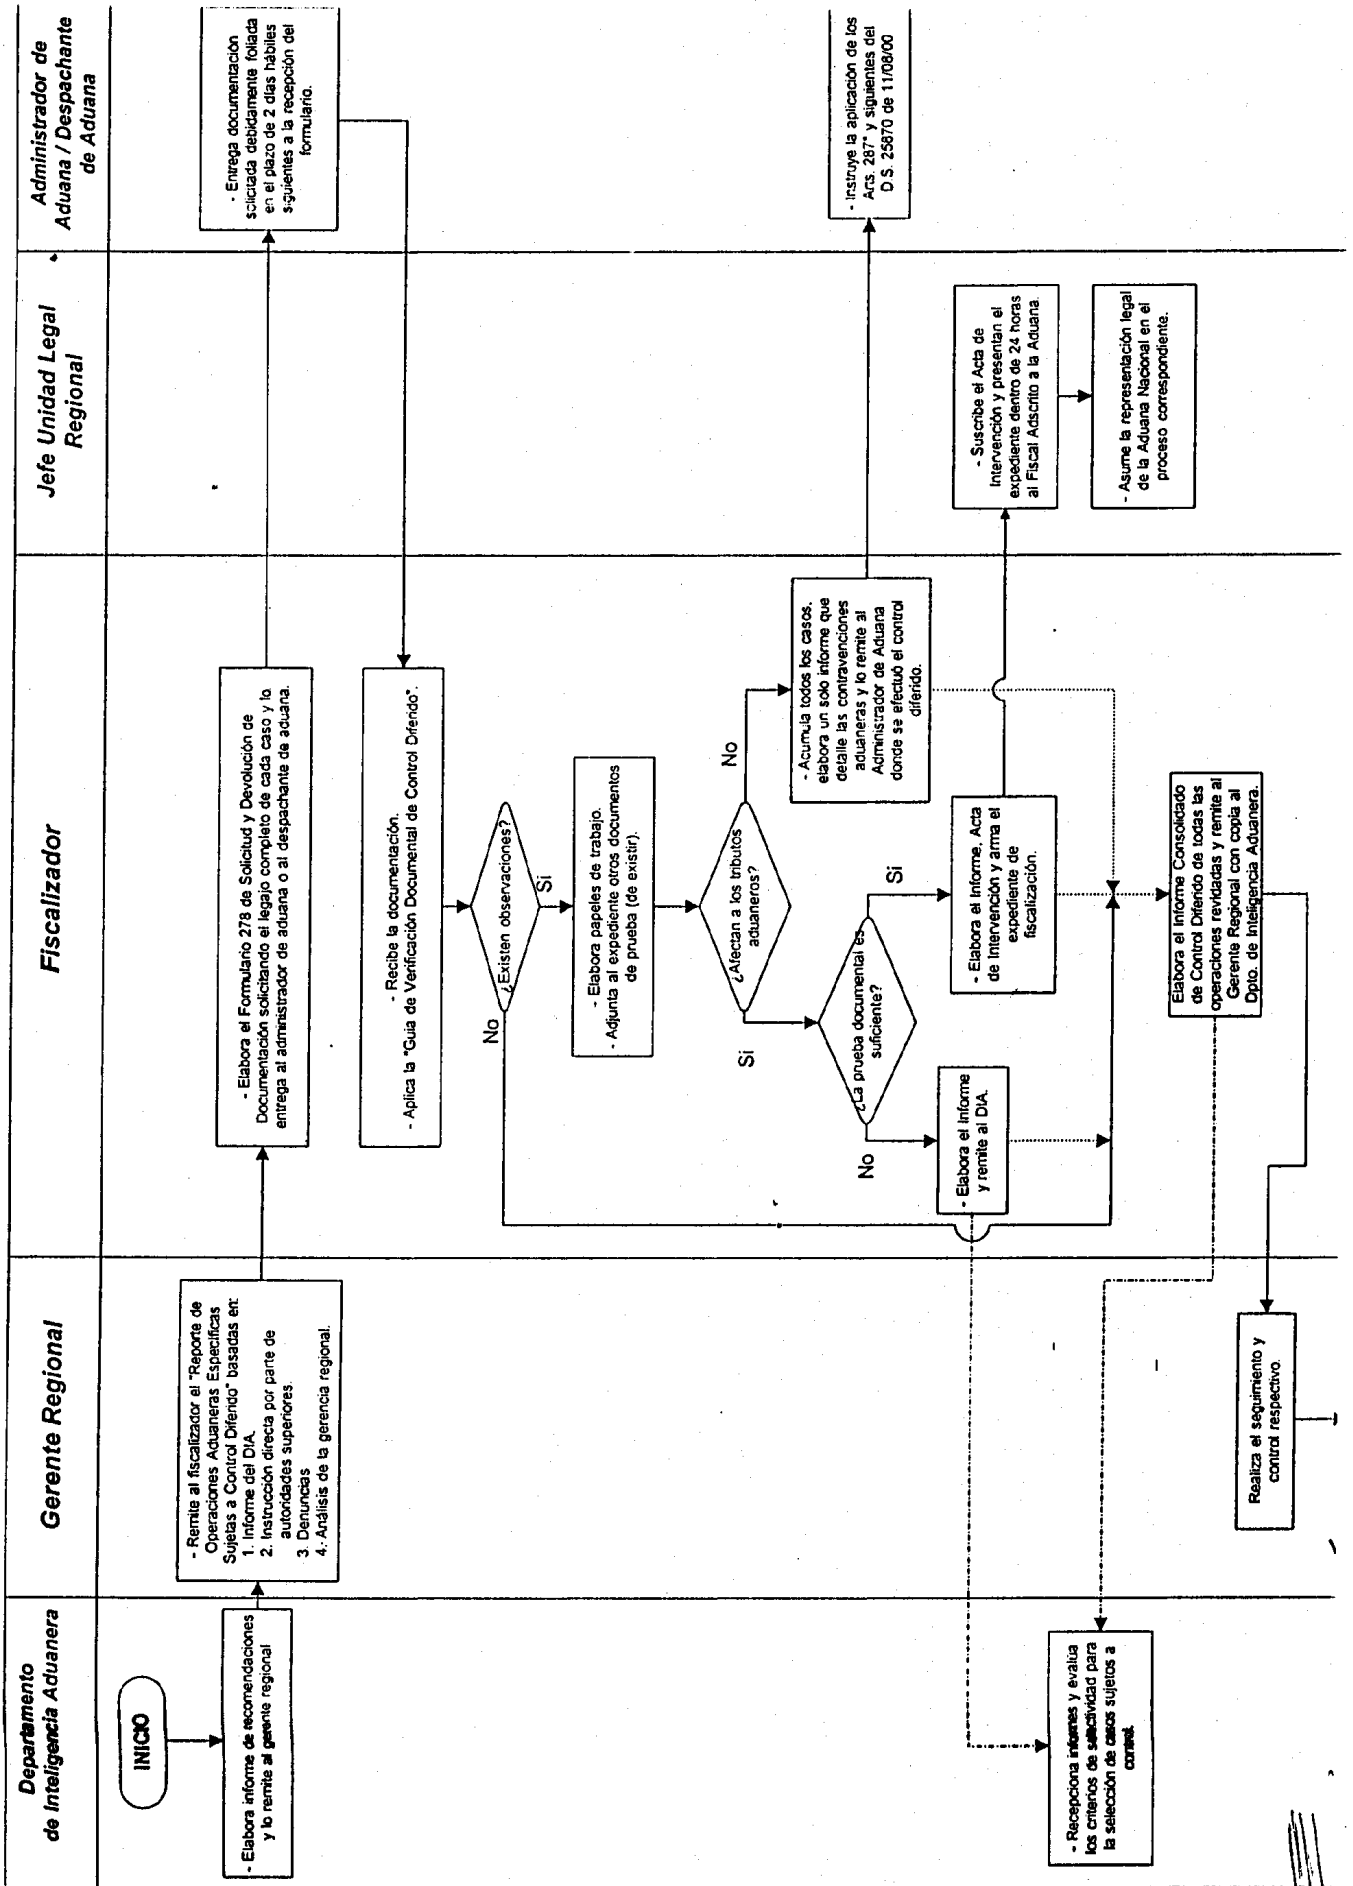 Departamento
de Inteligencia Aduanera
Gerente Regional
Fiscalizador
Jefe Unidad Legal
Regional
Administrador de
Aduana / Despachante
de Aduana
INICIO
- Elabora informe de recomendaciones
y lo remite al gerente regional
- Remite al fiscalizador el "Reporte de
Operaciones Aduaneras Específicas
Sujetas a Control Diferido" basadas en:
1. Informe del DIA.
2. Instrucción directa por parte de
autoridades superiores.
3. Denuncias
4. Análisis de la gerencia regional.
- Elabora el Formulario 278 de Solicitud y Devolución de
Documentación solicitando el legajo completo de cada caso y lo
entrega al administrador de aduana o al despachante de aduana.
- Entrega documentación
solicitada debidamente foliada
en el plazo de 2 días hábiles
siguientes a la recepción del
formulario.
- Recibe la documentación.
- Aplica la "Guia de Verificación Documental de Control Diferido".
¿Existen observaciones?
No
Si
- Elabora papeles de trabajo.
- Adjunta al expediente otros documentos
de prueba (de existir).
¿Afectan a los tributos
aduaneros?
Si
No
- Acumula todos los casos,
elabora un solo informe que
detalle las contravenciones
aduaneras y lo remite al
Administrador de Aduana
donde se efectuó el control
diferido.
- Instruye la aplicación de los
Arts. 287° y siguientes del
D.S. 25870 de 11/08/00
¿La prueba documental es
suficiente?
No
Si
- Elabora el Informe
y remite al DIA.
- Elabora el Informe, Acta
de Intervención y arma el
expediente de
fiscalización.
- Suscribe el Acta de
Intervención y presentan el
expediente dentro de 24 horas
al Fiscal Adscrito a la Aduana.
- Asume la representación legal
de la Aduana Nacional en el
proceso correspondiente.
- Recepciona informes y evalúa
los criterios de selectividad para
la selección de casos sujetos a
control.
Elabora el Informe Consolidado
de Control Diferido de todas las
operaciones revidadas y remite al
Gerente Regional con copia al
Dpto. de Inteligencia Aduanera.
Realiza el seguimiento y
control respectivo.